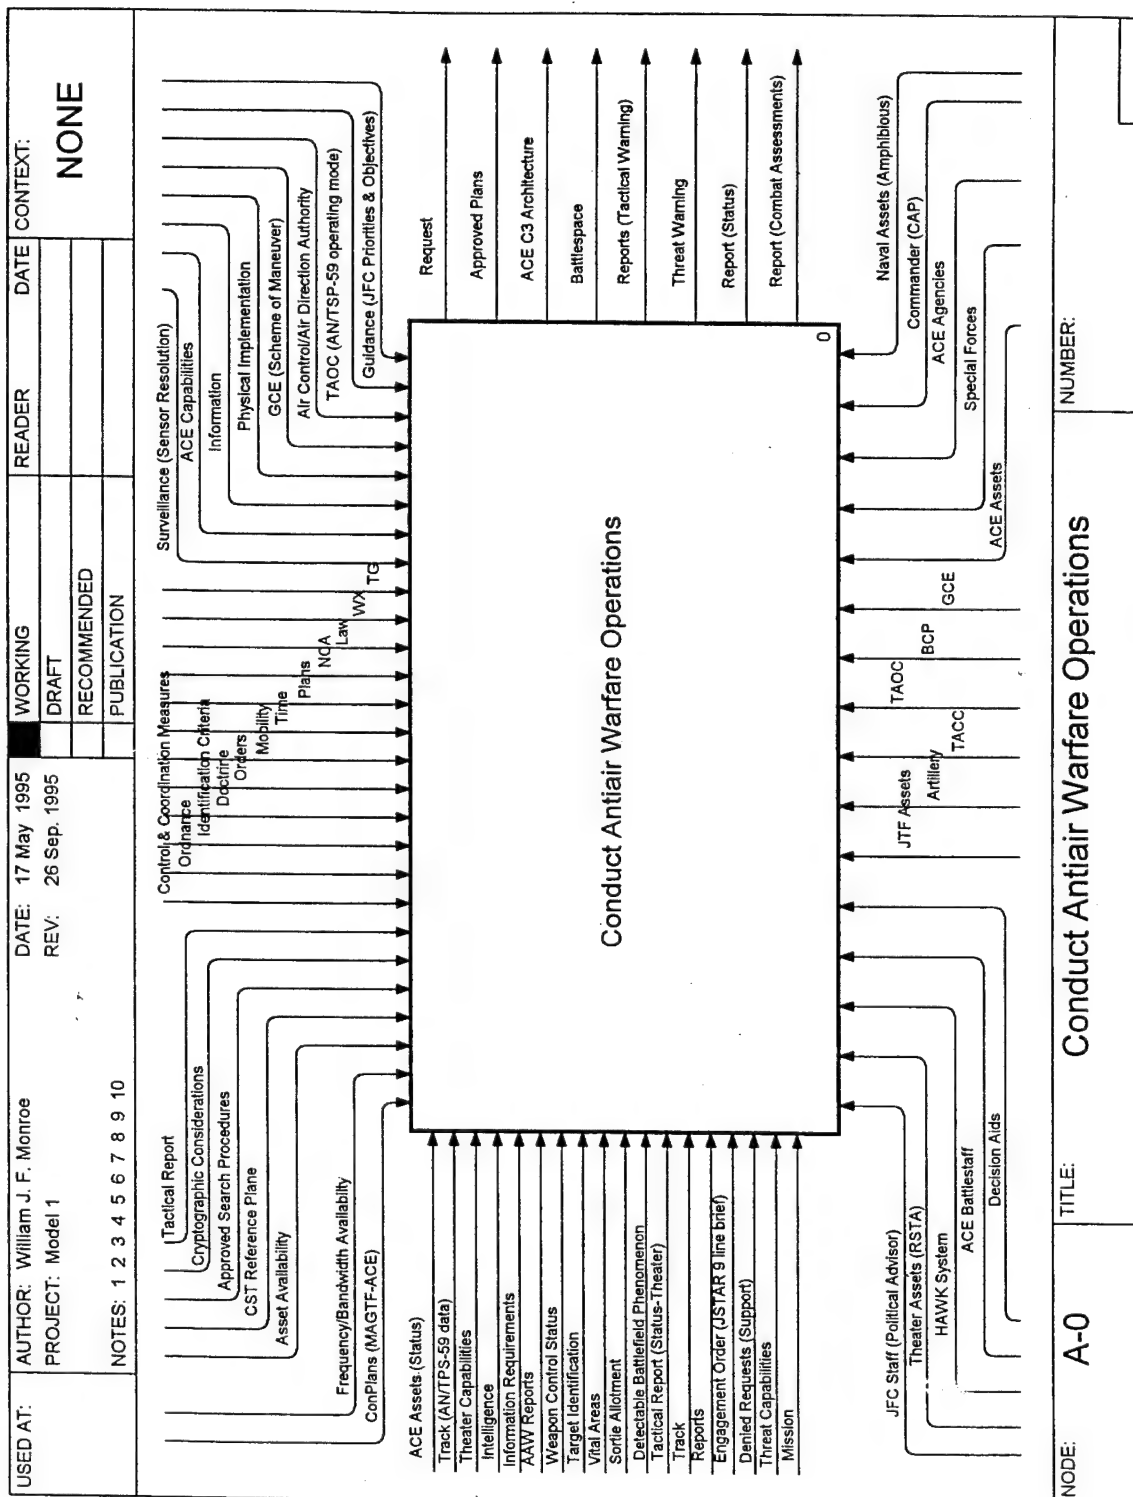 USED AT:
AUTHOR: William J. F. Monroe
DATE: 17 May 1995
WORKING
READER
DATE
CONTEXT:
PROJECT: Model 1
REV: 26 Sep. 1995
DRAFT
RECOMMENDED
NOTES: 1 2 3 4 5 6 7 8 9 10
PUBLICATION
NONE
Tactical Report
Cryptographic Considerations
Approved Search Procedures
CST Reference Plane
Asset Availability
Frequency/Bandwidth Availabilty
ConPlans (MAGTF-ACE)
Control & Coordination Measures
Ordnance
Identification Criteria
Doctrine
Orders
Mobility
Time
Plans
NCA
Law
WX
TG
Surveillance (Sensor Resolution)
ACE Capabilities
Information
Physical Implementation
GCE (Scheme of Maneuver)
Air Control/Air Direction Authority
TAOC (AN/TSP-59 operating mode)
Guidance (JFC Priorities & Objectives)
ACE Assets (Status)
Track (AN/TPS-59 data)
Theater Capabilities
Intelligence
Information Requirements
AAW Reports
Weapon Control Status
Target Identification
Vital Areas
Sortie Allotment
Detectable Battlefield Phenomenon
Tactical Report (Status-Theater)
Track
Reports
Engagement Order (JSTAR 9 line brief)
Denied Requests (Support)
Threat Capabilities
Mission
Conduct Antiair Warfare Operations
0
Request
Approved Plans
ACE C3 Architecture
Battlespace
Reports (Tactical Warning)
Threat Warning
Report (Status)
Report (Combat Assessments)
JFC Staff (Political Advisor)
Theater Assets (RSTA)
HAWK System
ACE Battlestaff
Decision Aids
JTF Assets
Artillery
TACC
TAOC
BCP
GCE
ACE Assets
Special Forces
ACE Agencies
Commander (CAP)
Naval Assets (Amphibious)
NODE:
A-0
TITLE:
Conduct Antiair Warfare Operations
NUMBER: